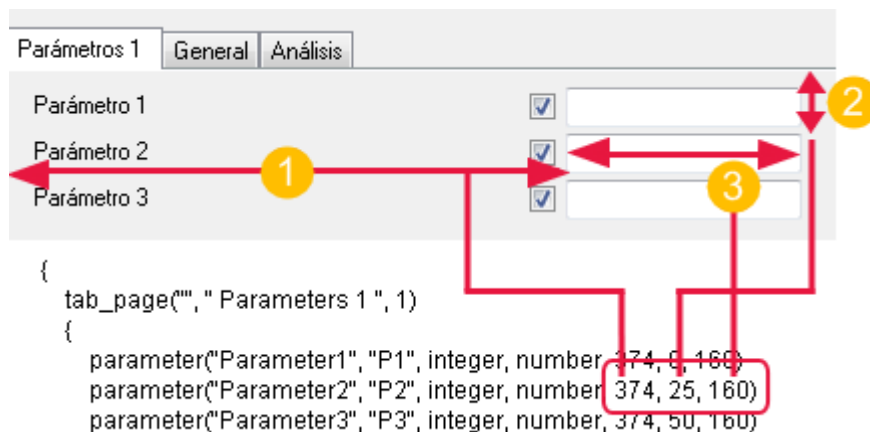 Parámetros 1 General Análisis
Parámetro 1
2
Parámetro 2
1
3
Parámetro 3
{
tab_page("", " Parameters 1 ", 1)
{
parameter("Parameter1", "P1", integer, number, 374, 0, 160)
parameter("Parameter2", "P2", integer, number, 374, 25, 160)
parameter("Parameter3", "P3", integer, number, 374, 50, 160)